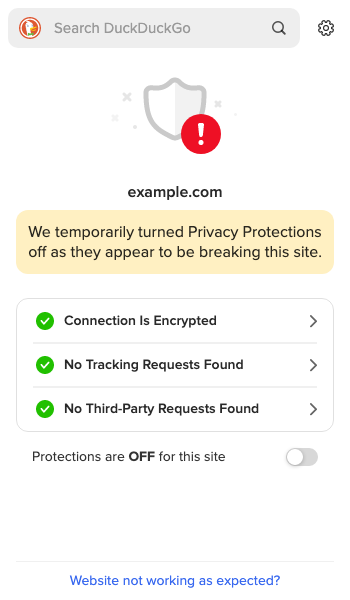 Search DuckDuckGo
example.com
We temporarily turned Privacy Protections
off as they appear to be breaking this site.
Connection Is Encrypted
No Tracking Requests Found
No Third-Party Requests Found
Protections are OFF for this site
Website not working as expected?